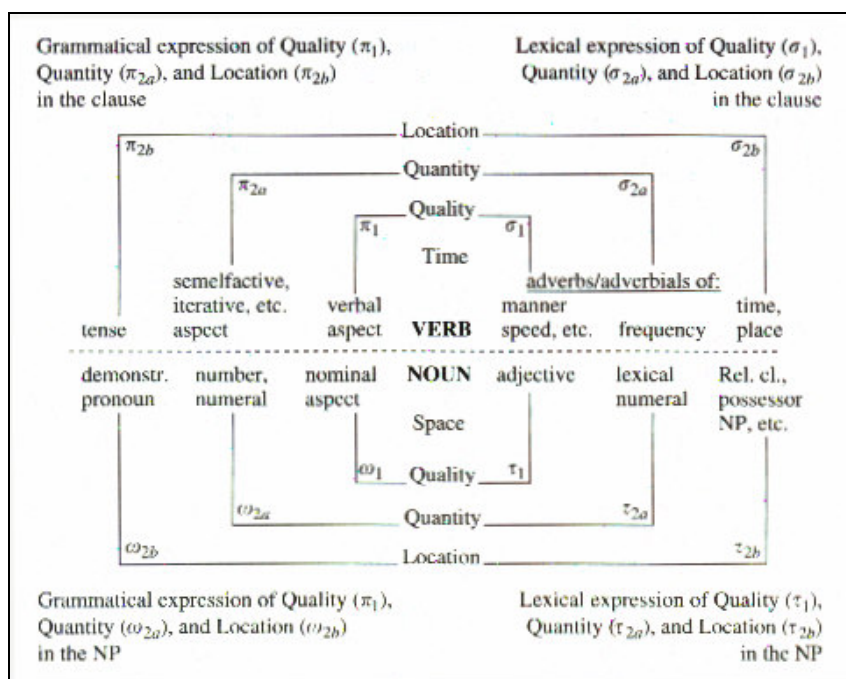 Grammatical expression of Quality (π₁),
Quantity (π₂ₐ), and Location (π₂b)
in the clause
Lexical expression of Quality (σ₁),
Quantity (σ₂ₐ), and Location (σ₂b)
in the clause
Location
π₂b
σ₂b
Quantity
π₂ₐ
σ₂ₐ
Quality
π₁
σ₁
Time
semelfactive,
iterative, etc.
adverbs/adverbials of:
tense
aspect
verbal
aspect
VERB
manner
speed, etc.
frequency
time,
place
demonstr.
pronoun
number,
numeral
nominal
aspect
NOUN
adjective
lexical
numeral
Rel. cl.,
possessor
NP, etc.
Space
ω₁
Quality
τ₁
ω₂ₐ
Quantity
τ₂ₐ
ω₂b
Location
τ₂b
Grammatical expression of Quality (π₁),
Quantity (ω₂ₐ), and Location (ω₂b)
in the NP
Lexical expression of Quality (τ₁),
Quantity (τ₂ₐ), and Location (τ₂b)
in the NP